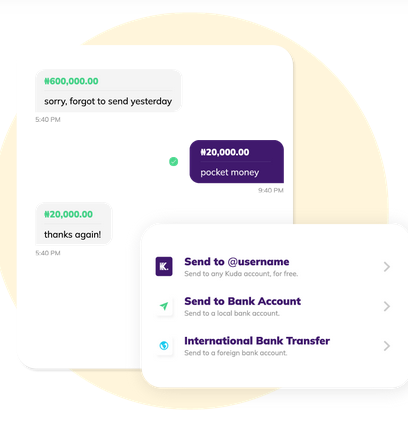 ₦600,000.00
sorry, forgot to send yesterday
5:40 PM
₦20,000.00
pocket money
9:40 PM
₦20,000.00
thanks again!
5:40 PM
K.
Send to @username
Send to any Kuda account, for free.
Send to Bank Account
Send to a local bank account.
International Bank Transfer
Send to a foreign bank account.